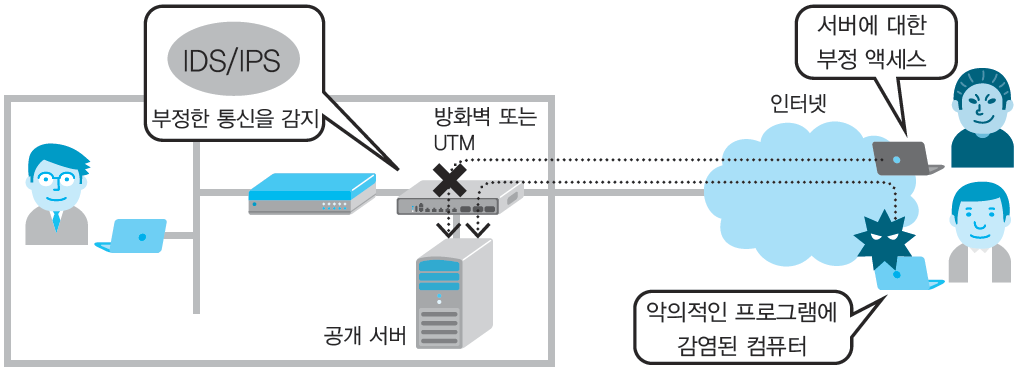 IDS/IPS
부정한 통신을 감지
방화벽 또는
UTM
공개 서버
인터넷
서버에 대한
부정 액세스
악의적인 프로그램에
감염된 컴퓨터